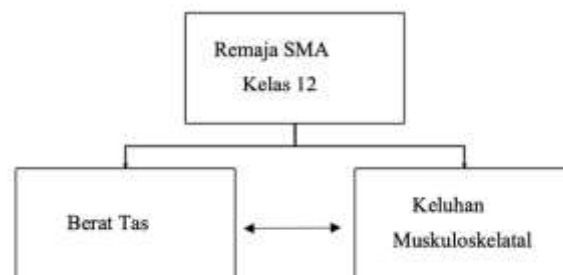 Remaja SMA
Kelas 12
Berat Tas
Keluhan
Muskuloskelatal